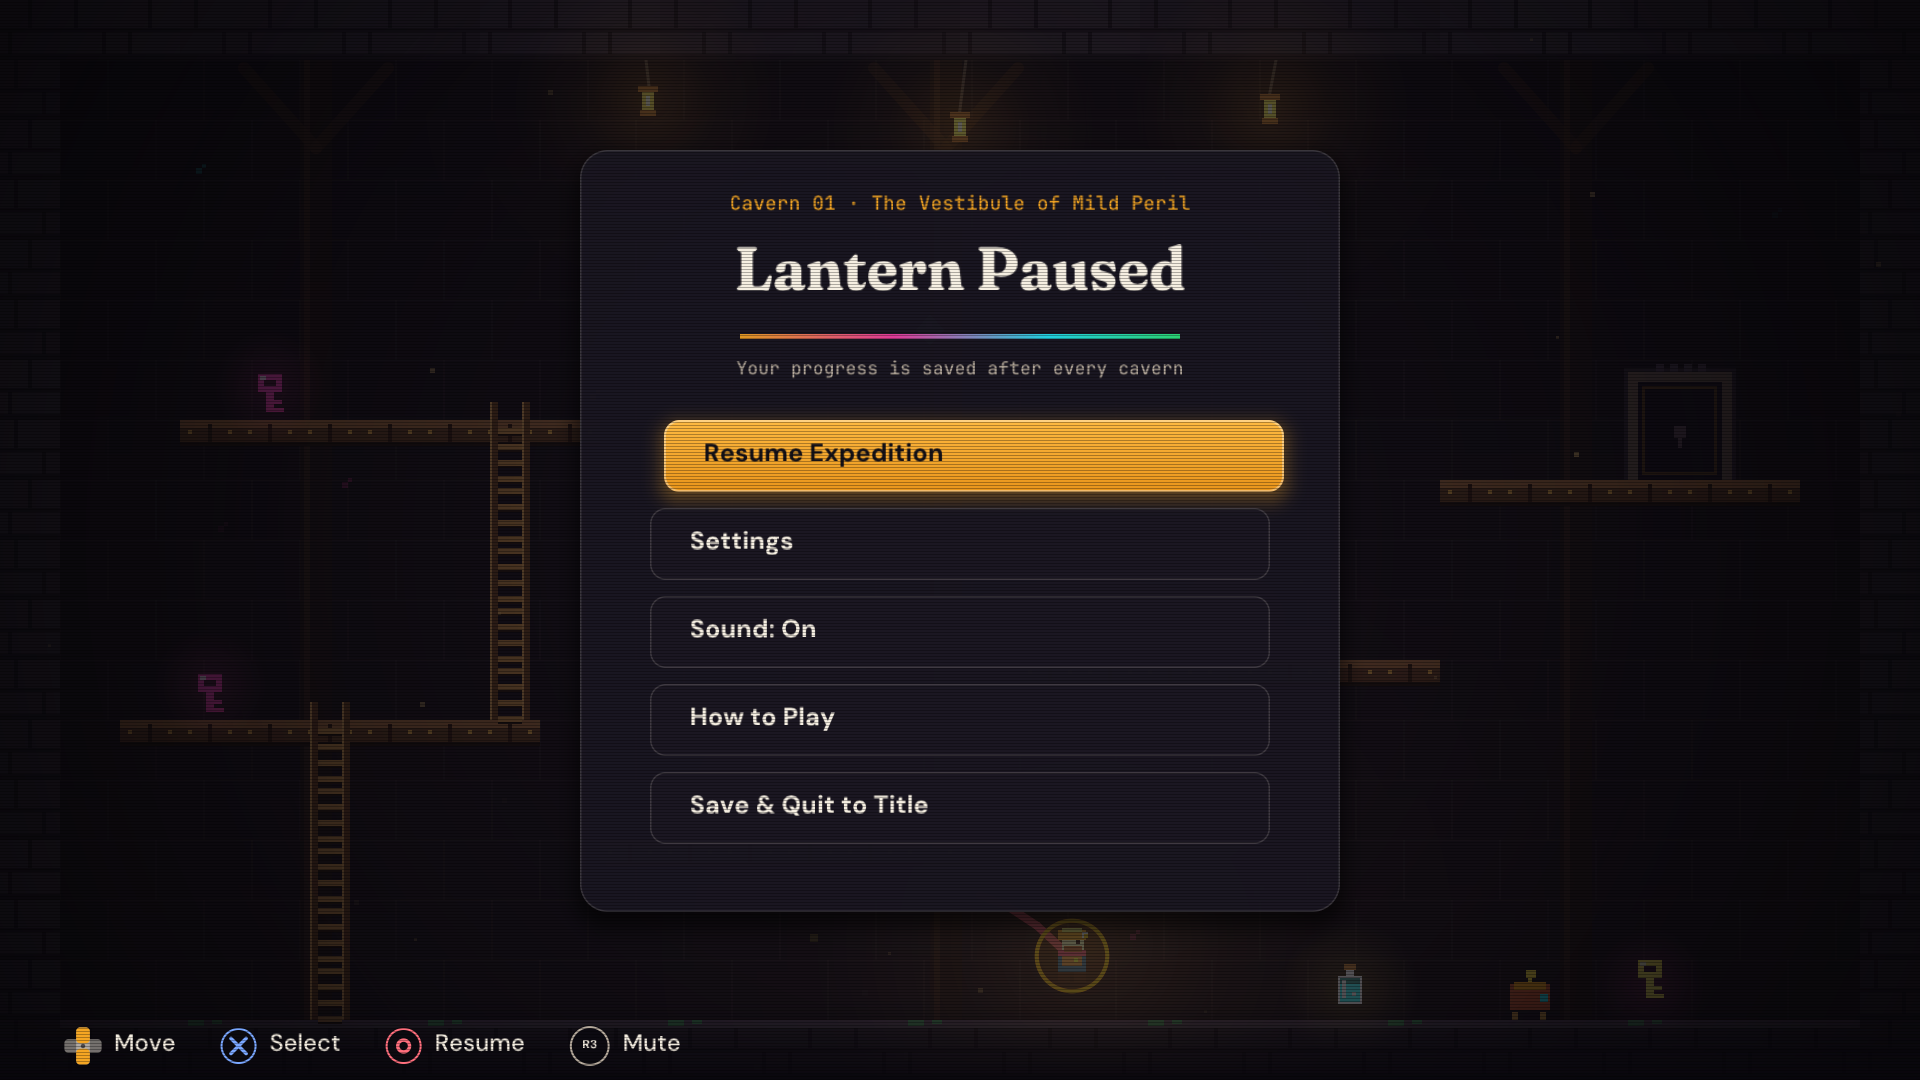 Cavern 01 · The Vestibule of Mild Peril
Lantern Paused
Your progress is saved after every cavern
Resume Expedition
Settings
Sound: On
How to Play
Save & Quit to Title
Move Select Resume R3 Mute